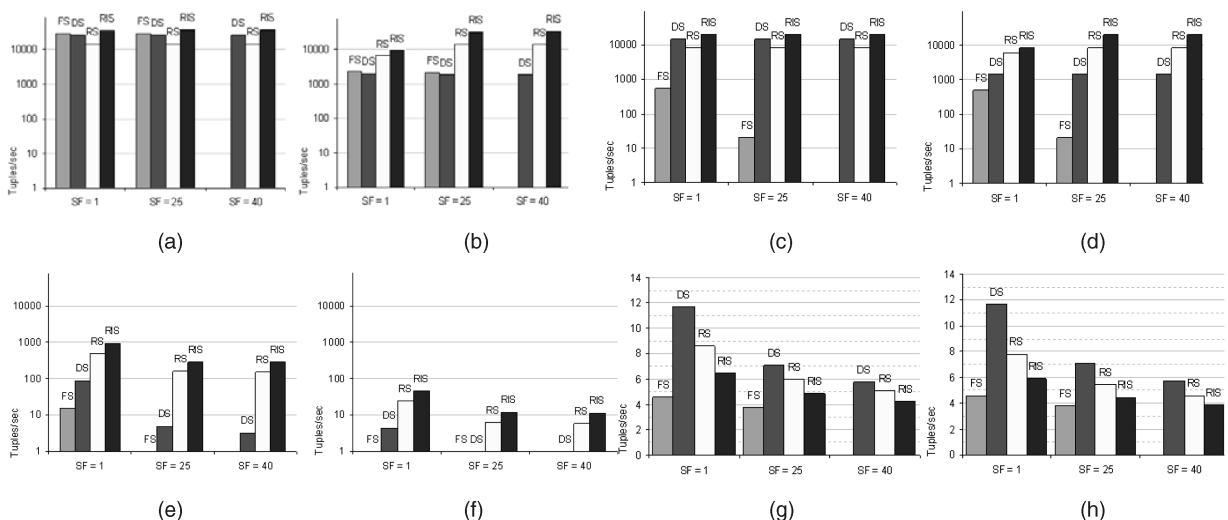 FS DS RS RIS FS DS RS RIS DS RS RIS
10000
1000
100
10
1
Tuples/sec
SF = 1 SF = 25 SF = 40
(a)
FS DS RS RIS FS DS RS RIS DS RS RIS
10000
1000
100
10
1
Tuples/sec
SF = 1 SF = 25 SF = 40
(b)
FS DS RS RIS FS DS RS RIS DS RS RIS
10000
1000
100
10
1
Tuples/sec
SF = 1 SF = 25 SF = 40
(c)
FS DS RS RIS FS DS RS RIS DS RS RIS
10000
1000
100
10
1
Tuples/sec
SF = 1 SF = 25 SF = 40
(d)
FS DS RS RIS FS DS RS RIS DS RS RIS
10000
1000
100
10
1
Tuples/sec
SF = 1 SF = 25 SF = 40
(e)
FS DS RS RIS FS DS RS RIS DS RS RIS
10000
1000
100
10
1
Tuples/sec
SF = 1 SF = 25 SF = 40
(f)
FS DS RS RIS FS DS RS RIS DS RS RIS
14
12
10
8
6
4
2
0
Tuples/sec
SF = 1 SF = 25 SF = 40
(g)
FS DS RS RIS FS DS RS RIS DS RS RIS
14
12
10
8
6
4
2
0
Tuples/sec
SF = 1 SF = 25 SF = 40
(h)